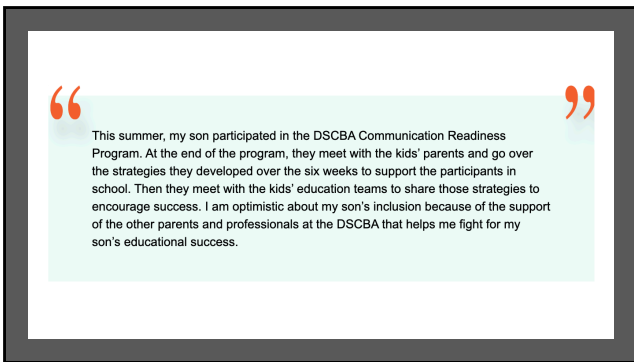 “ ”
This summer, my son participated in the DSCBA Communication Readiness
Program. At the end of the program, they meet with the kids’ parents and go over
the strategies they developed over the six weeks to support the participants in
school. Then they meet with the kids’ education teams to share those strategies to
encourage success. I am optimistic about my son’s inclusion because of the support
of the other parents and professionals at the DSCBA that helps me fight for my
son’s educational success.